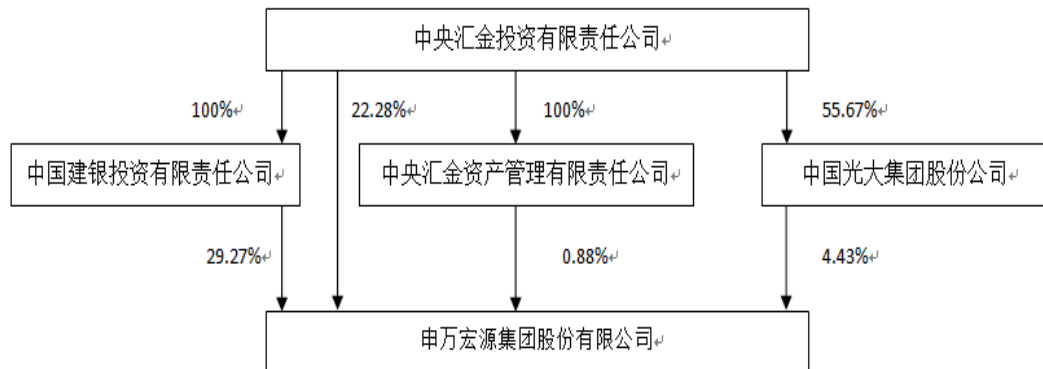 中央汇金投资有限责任公司
100% 22.28% 100% 55.67%
中国建银投资有限责任公司 中央汇金资产管理有限责任公司 中国光大集团股份公司
29.27% 0.88% 4.43%
申万宏源集团股份有限公司